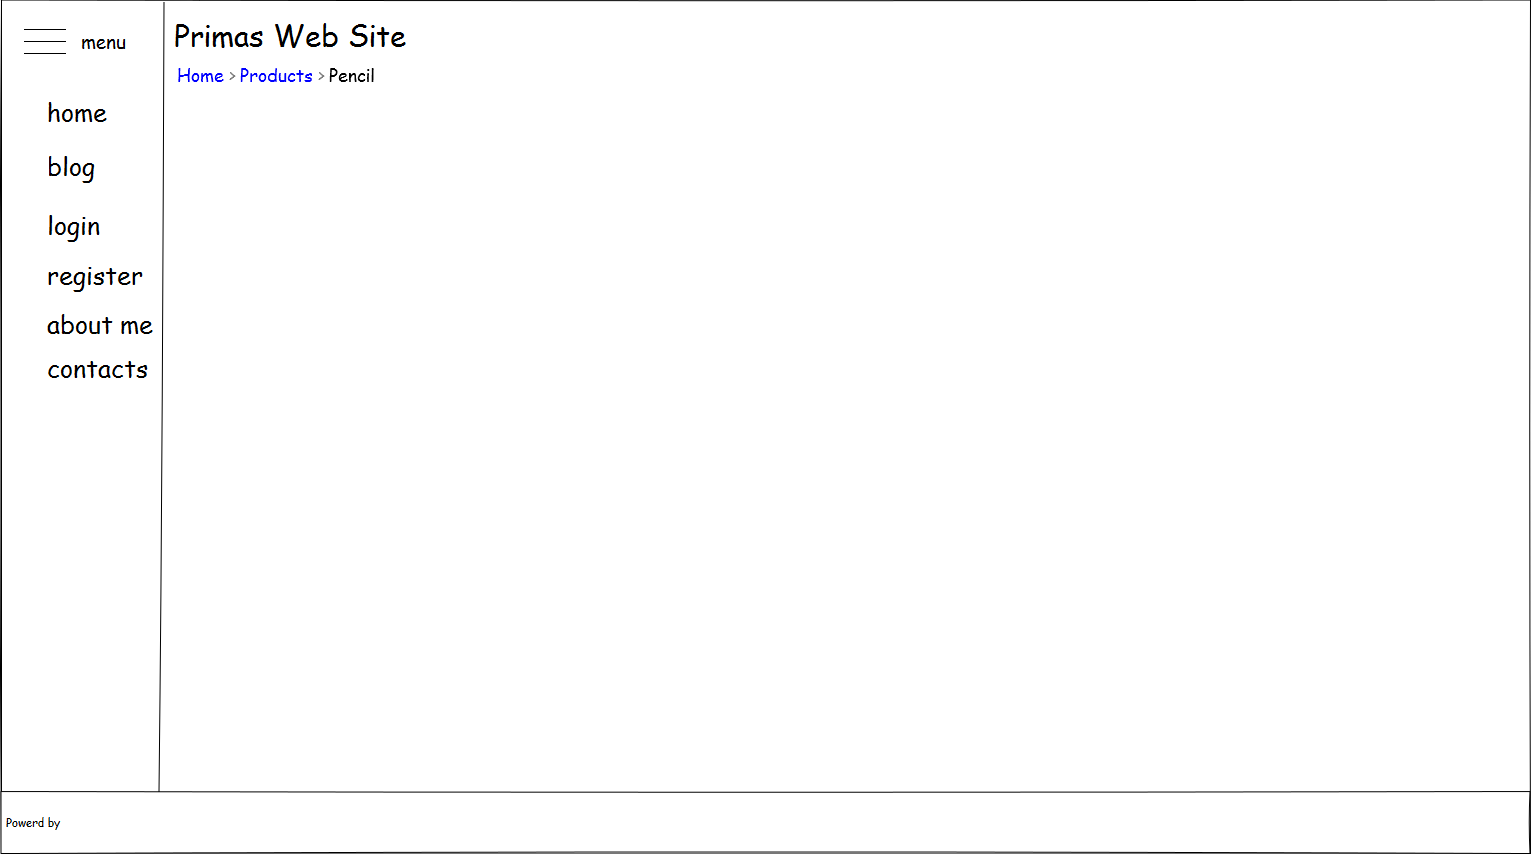 menu
home
blog
login
register
about me
contacts
Primas Web Site
Home > Products > Pencil
Powerd by